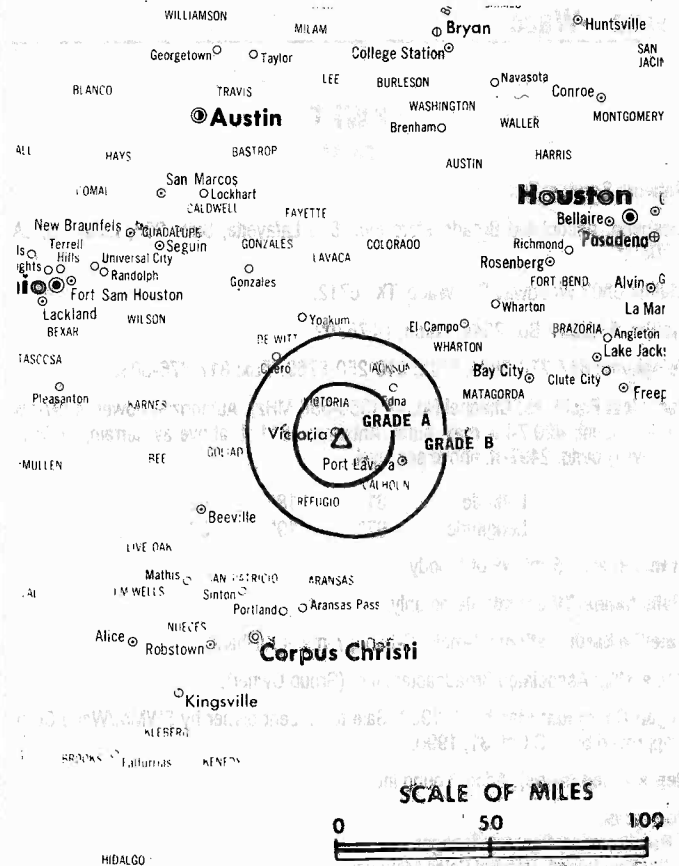 WILLIAMSON
MILAM
Bryan
Huntsville
Georgetown
Taylor
College Station
SAN
LEE
BURLESON
Navasota
BLANCO
TRAVIS
Conroe
WASHINGTON
MONTGOMERY
Austin
Brenham
WALLER
HAYS
BASTROP
HARRIS
AUSTIN
San Marcos
Lockhart
Houston
CALDWELL
FAYETTE
Bellaire
New Braunfels
GUADALUPE
Pasadena
Terrell
Hills
Universal City
Seguin
GONZALES
COLORADO
Richmond
LAVACA
Rosenberg
Randolph
Gonzales
FORT BEND
Alvin
Fort Sam Houston
Wharton
La Mar
Lackland
WILSON
Yoakum
El Campo
BRAZORIA
Angleton
BEXAR
DE WITT
WHARTON
Lake Jacks
Cuero
JACKSON
Bay City
Clute City
Pleasanton
KARNES
VICTORIA
Edna
MATAGORDA
Freep
GRADE A
Victoria
GRADE B
BEE
GOLIAD
Port Lavaca
MULLEN
CALHOUN
REFUGIO
Beeville
LIVE OAK
Mathis
SAN PATRICIO
ARANSAS
JIM WELLS
Sinton
Portland
Aransas Pass
NUECES
Alice
Robstown
Corpus Christi
Kingsville
KLEBERG
BROOKS
Falfurrias
KENEDY
SCALE OF MILES
0 50 100
HIDALGO